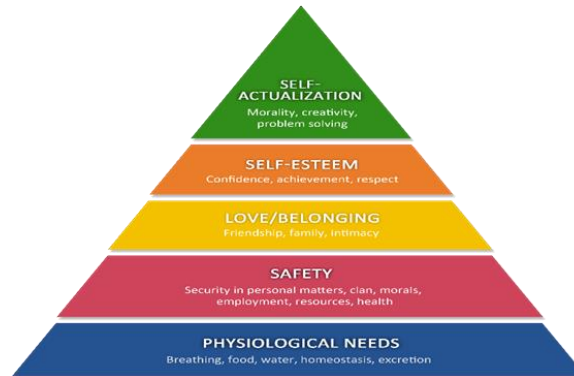 SELF-
ACTUALIZATION
Morality, creativity,
problem solving
SELF-ESTEEM
Confidence, achievement, respect
LOVE/BELONGING
Friendship, family, intimacy
SAFETY
Security in personal matters, clan, morals,
employment, resources, health
PHYSIOLOGICAL NEEDS
Breathing, food, water, homeostasis, excretion